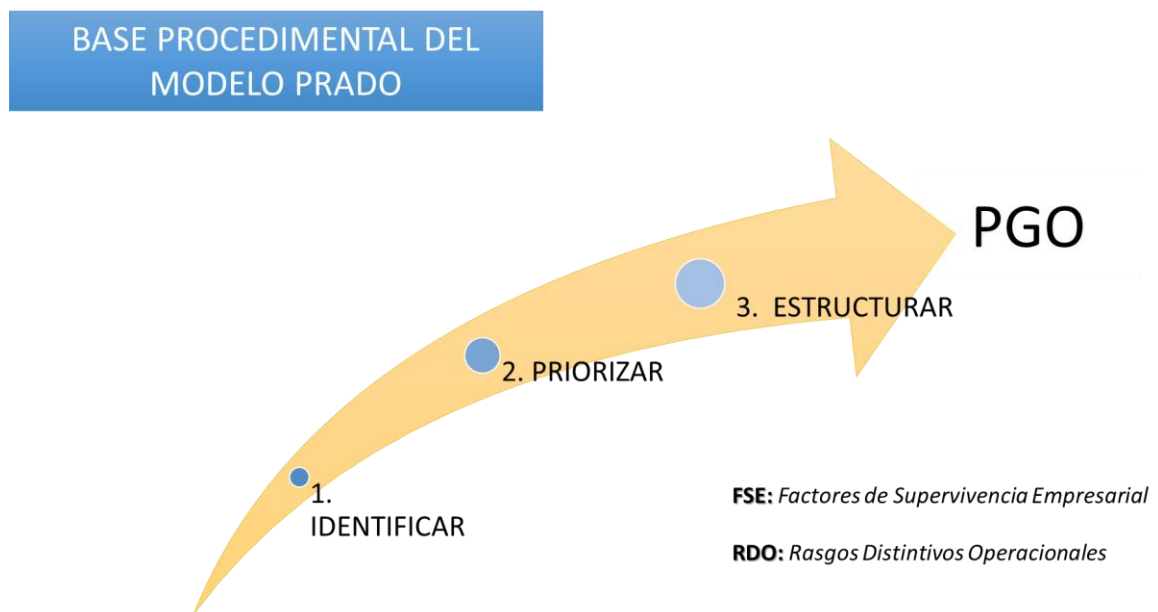 BASE PROCEDIMENTAL DEL
MODELO PRADO
PGO
3. ESTRUCTURAR
2. PRIORIZAR
1.
IDENTIFICAR
FSE: Factores de Supervivencia Empresarial
RDO: Rasgos Distintivos Operacionales